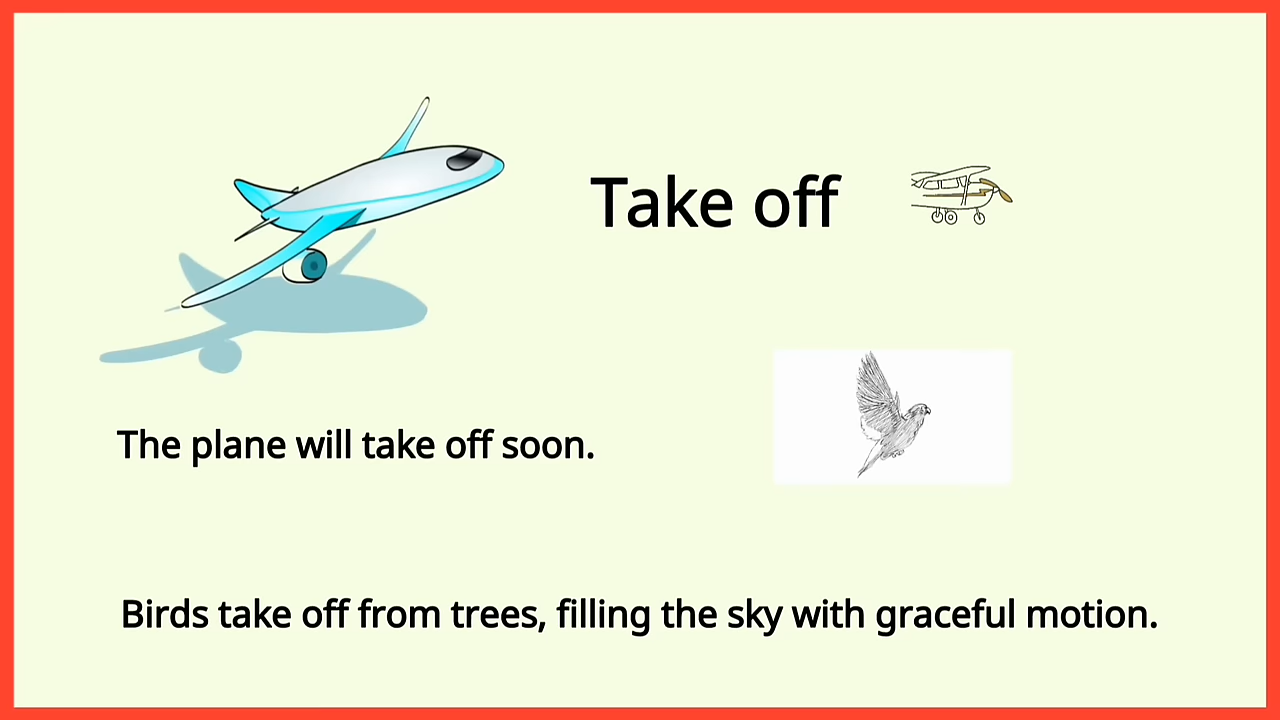 Take off
The plane will take off soon.
Birds take off from trees, filling the sky with graceful motion.